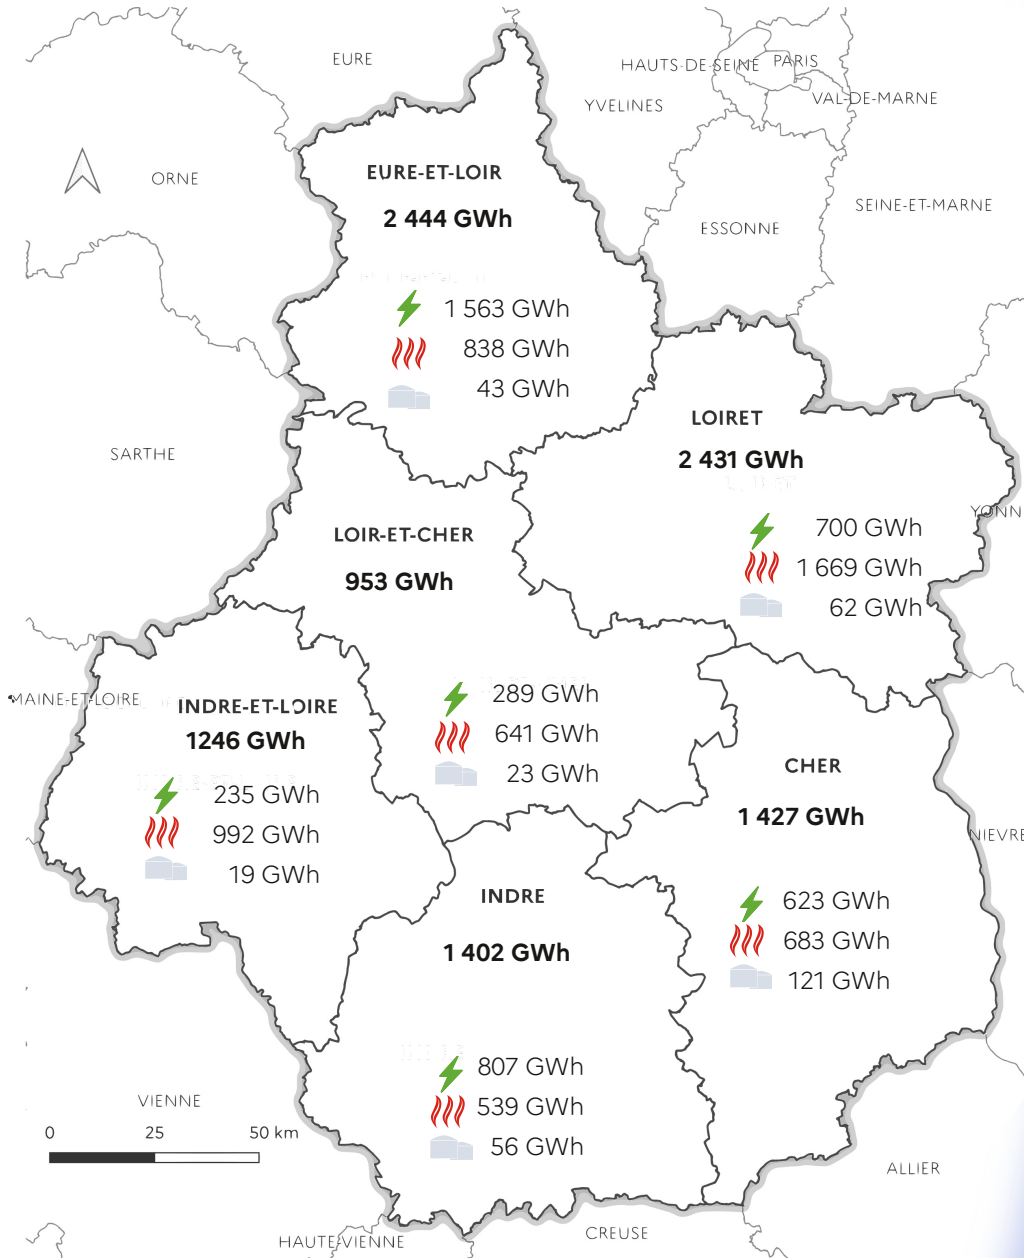 EURE
HAUTS-DE-SEINE
PARIS
YVELINES
VAL-DE-MARNE
ORNE
EURE-ET-LOIR
2 444 GWh
SEINE-ET-MARNE
ESSONNE
1 563 GWh
838 GWh
43 GWh
LOIRET
2 431 GWh
SARTHE
YONN
700 GWh
1 669 GWh
62 GWh
LOIR-ET-CHER
953 GWh
289 GWh
641 GWh
23 GWh
MAINE-ET-LOIRE
INDRE-ET-LOIRE
1246 GWh
235 GWh
992 GWh
19 GWh
CHER
1 427 GWh
NIEVRE
623 GWh
683 GWh
121 GWh
INDRE
1 402 GWh
807 GWh
539 GWh
56 GWh
VIENNE
0 25 50 km
ALLIER
CREUSE
HAUTE-VIENNE